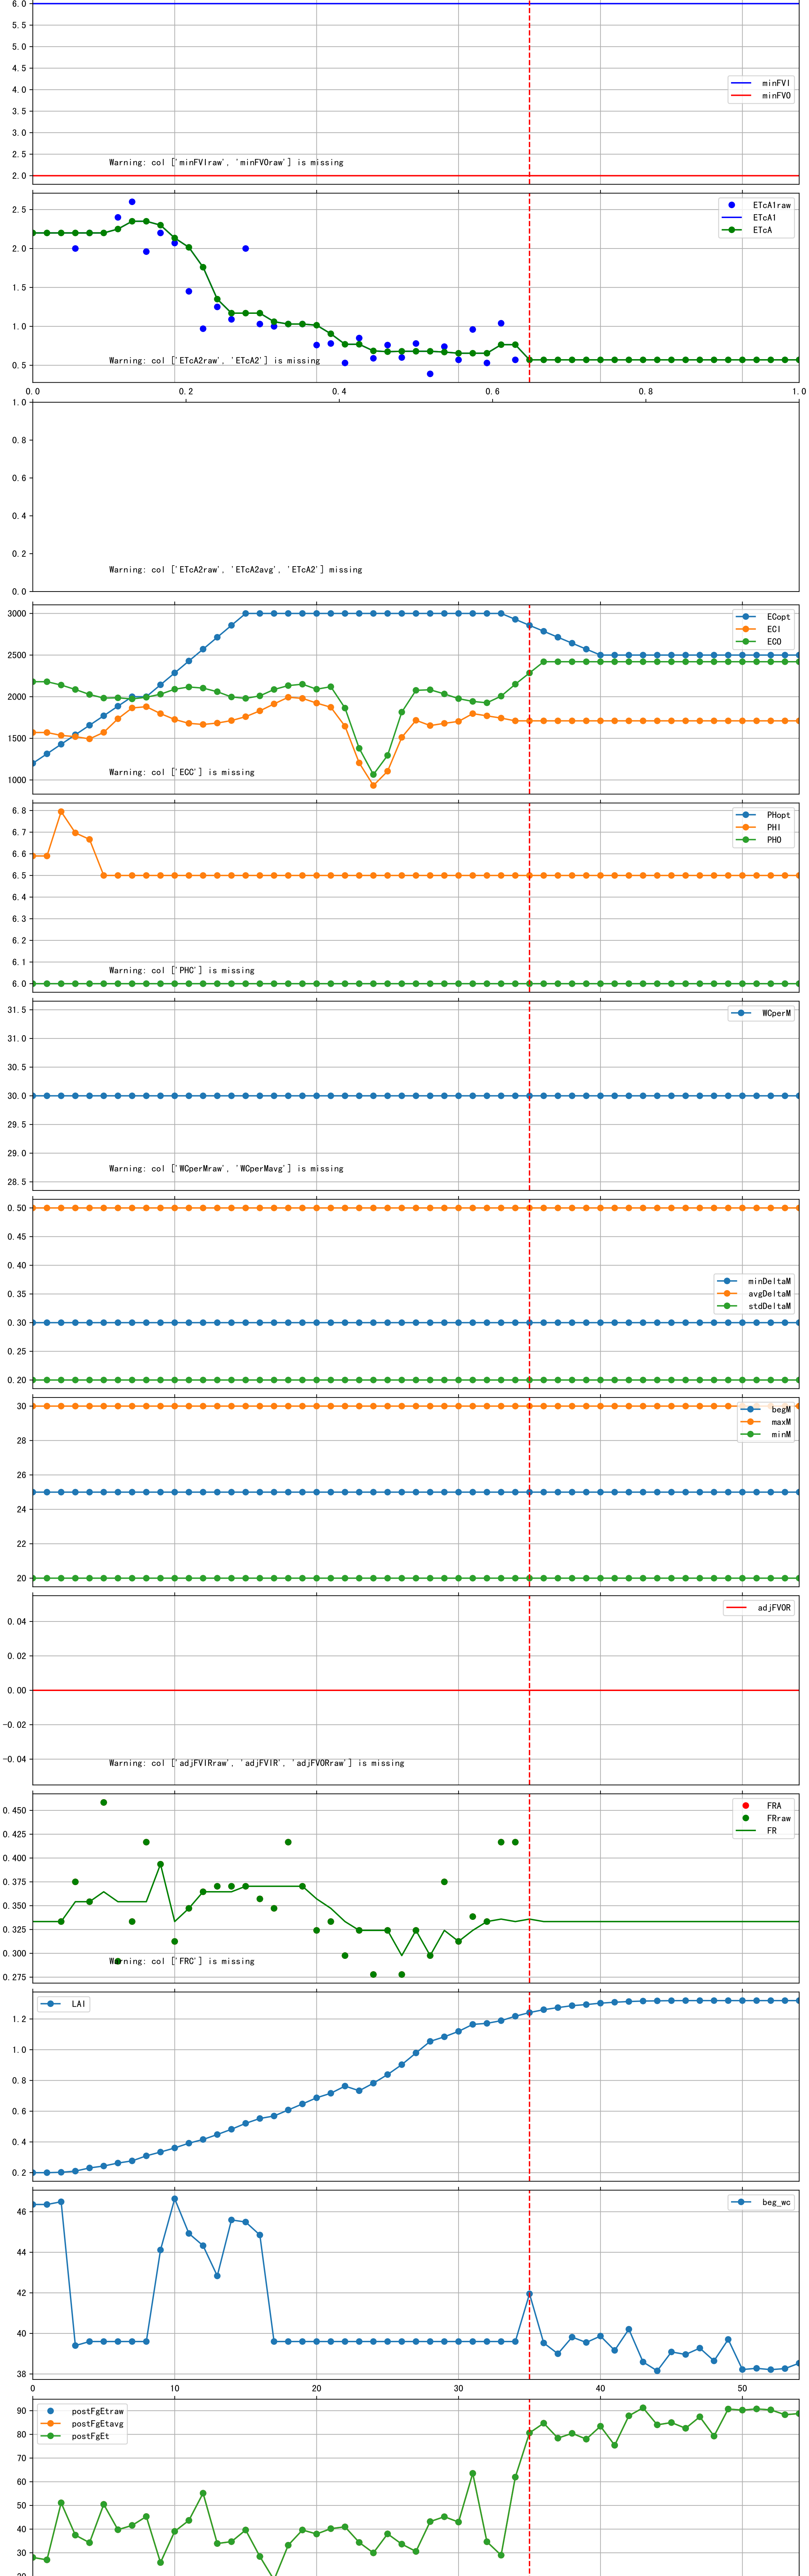 6.0
5.5
5.0
4.5
4.0
3.5
3.0
2.5
2.0
minFVI
minFVO
Warning: col ['minFVIraw', 'minFVOraw'] is missing
2.5
2.0
1.5
1.0
0.5
ETcA1raw
ETcA1
ETcA
Warning: col ['ETcA2raw', 'ETcA2'] is missing
0.0 0.2 0.4 0.6 0.8 1.0
1.0
0.8
0.6
0.4
0.2
0.0
Warning: col ['ETcA2raw', 'ETcA2avg', 'ETcA2'] missing
3000
2500
2000
1500
1000
ECopt
ECI
ECO
Warning: col ['ECC'] is missing
6.8
6.7
6.6
6.5
6.4
6.3
6.2
6.1
6.0
PHopt
PHI
PHO
Warning: col ['PHC'] is missing
31.5
31.0
30.5
30.0
29.5
29.0
28.5
WCperM
Warning: col ['WCperMraw', 'WCperMavg'] is missing
0.50
0.45
0.40
0.35
0.30
0.25
0.20
minDeltaM
avgDeltaM
stdDeltaM
30
28
26
24
22
20
begM
maxM
minM
0.04
0.02
0.00
-0.02
-0.04
adjFVOR
Warning: col ['adjFVIRraw', 'adjFVIR', 'adjFVORraw'] is missing
0.450
0.425
0.400
0.375
0.350
0.325
0.300
0.275
FRA
FRraw
FR
Warning: col ['FRC'] is missing
1.2
1.0
0.8
0.6
0.4
0.2
LAI
46
44
42
40
38
beg_wc
0 10 20 30 40 50
90
80
70
60
50
40
30
postFgEtraw
postFgEtavg
postFgEt